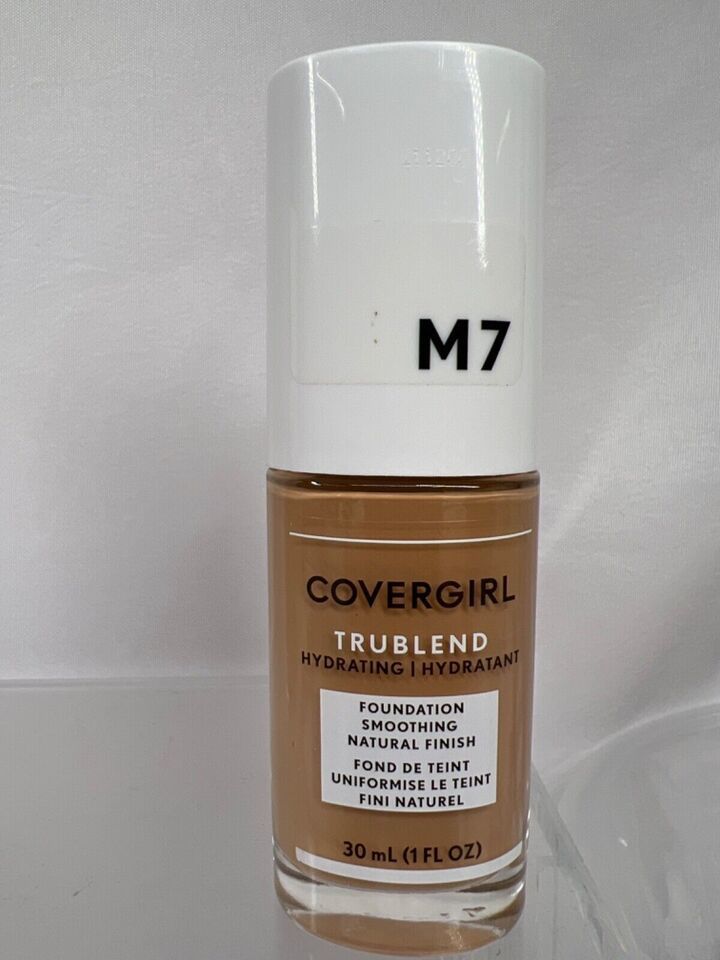 M7
COVERGIRL
TRUBLEND
HYDRATING | HYDRATANT
FOUNDATION
SMOOTHING
NATURAL FINISH
FOND DE TEINT
UNIFORMISE LE TEINT
FINI NATUREL
30 mL (1 FL OZ)